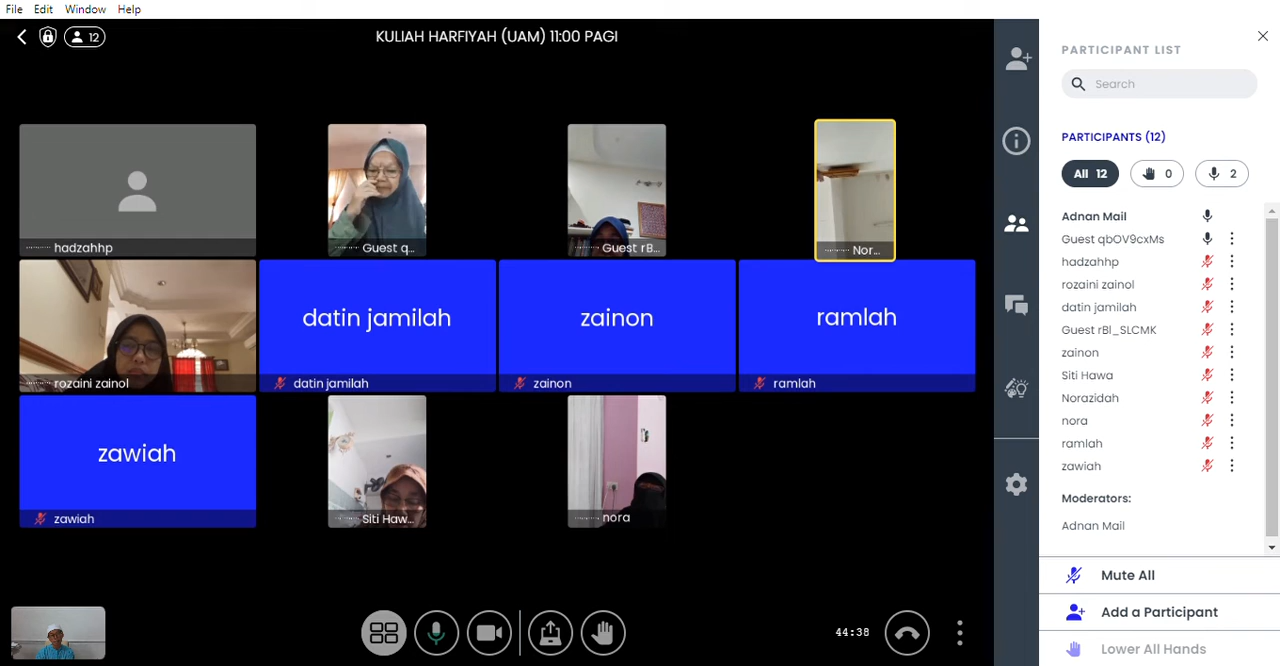 File Edit Window Help
12
KULIAH HARFIYAH (UAM) 11:00 PAGI
hadzahhp
Guest q...
Guest rB...
Nor...
rozaini zainol
datin jamilah
datin jamilah
zainon
zainon
ramlah
ramlah
zawiah
zawiah
Siti Haw...
nora
44:38
PARTICIPANT LIST
Search
PARTICIPANTS (12)
All 12
0
2
Adnan Mail
Guest qbOV9cxMs
hadzahhp
rozaini zainol
datin jamilah
Guest rBI_SLCMK
zainon
Siti Hawa
Norazidah
nora
ramlah
zawiah
Moderators:
Adnan Mail
Mute All
Add a Participant
Lower All Hands